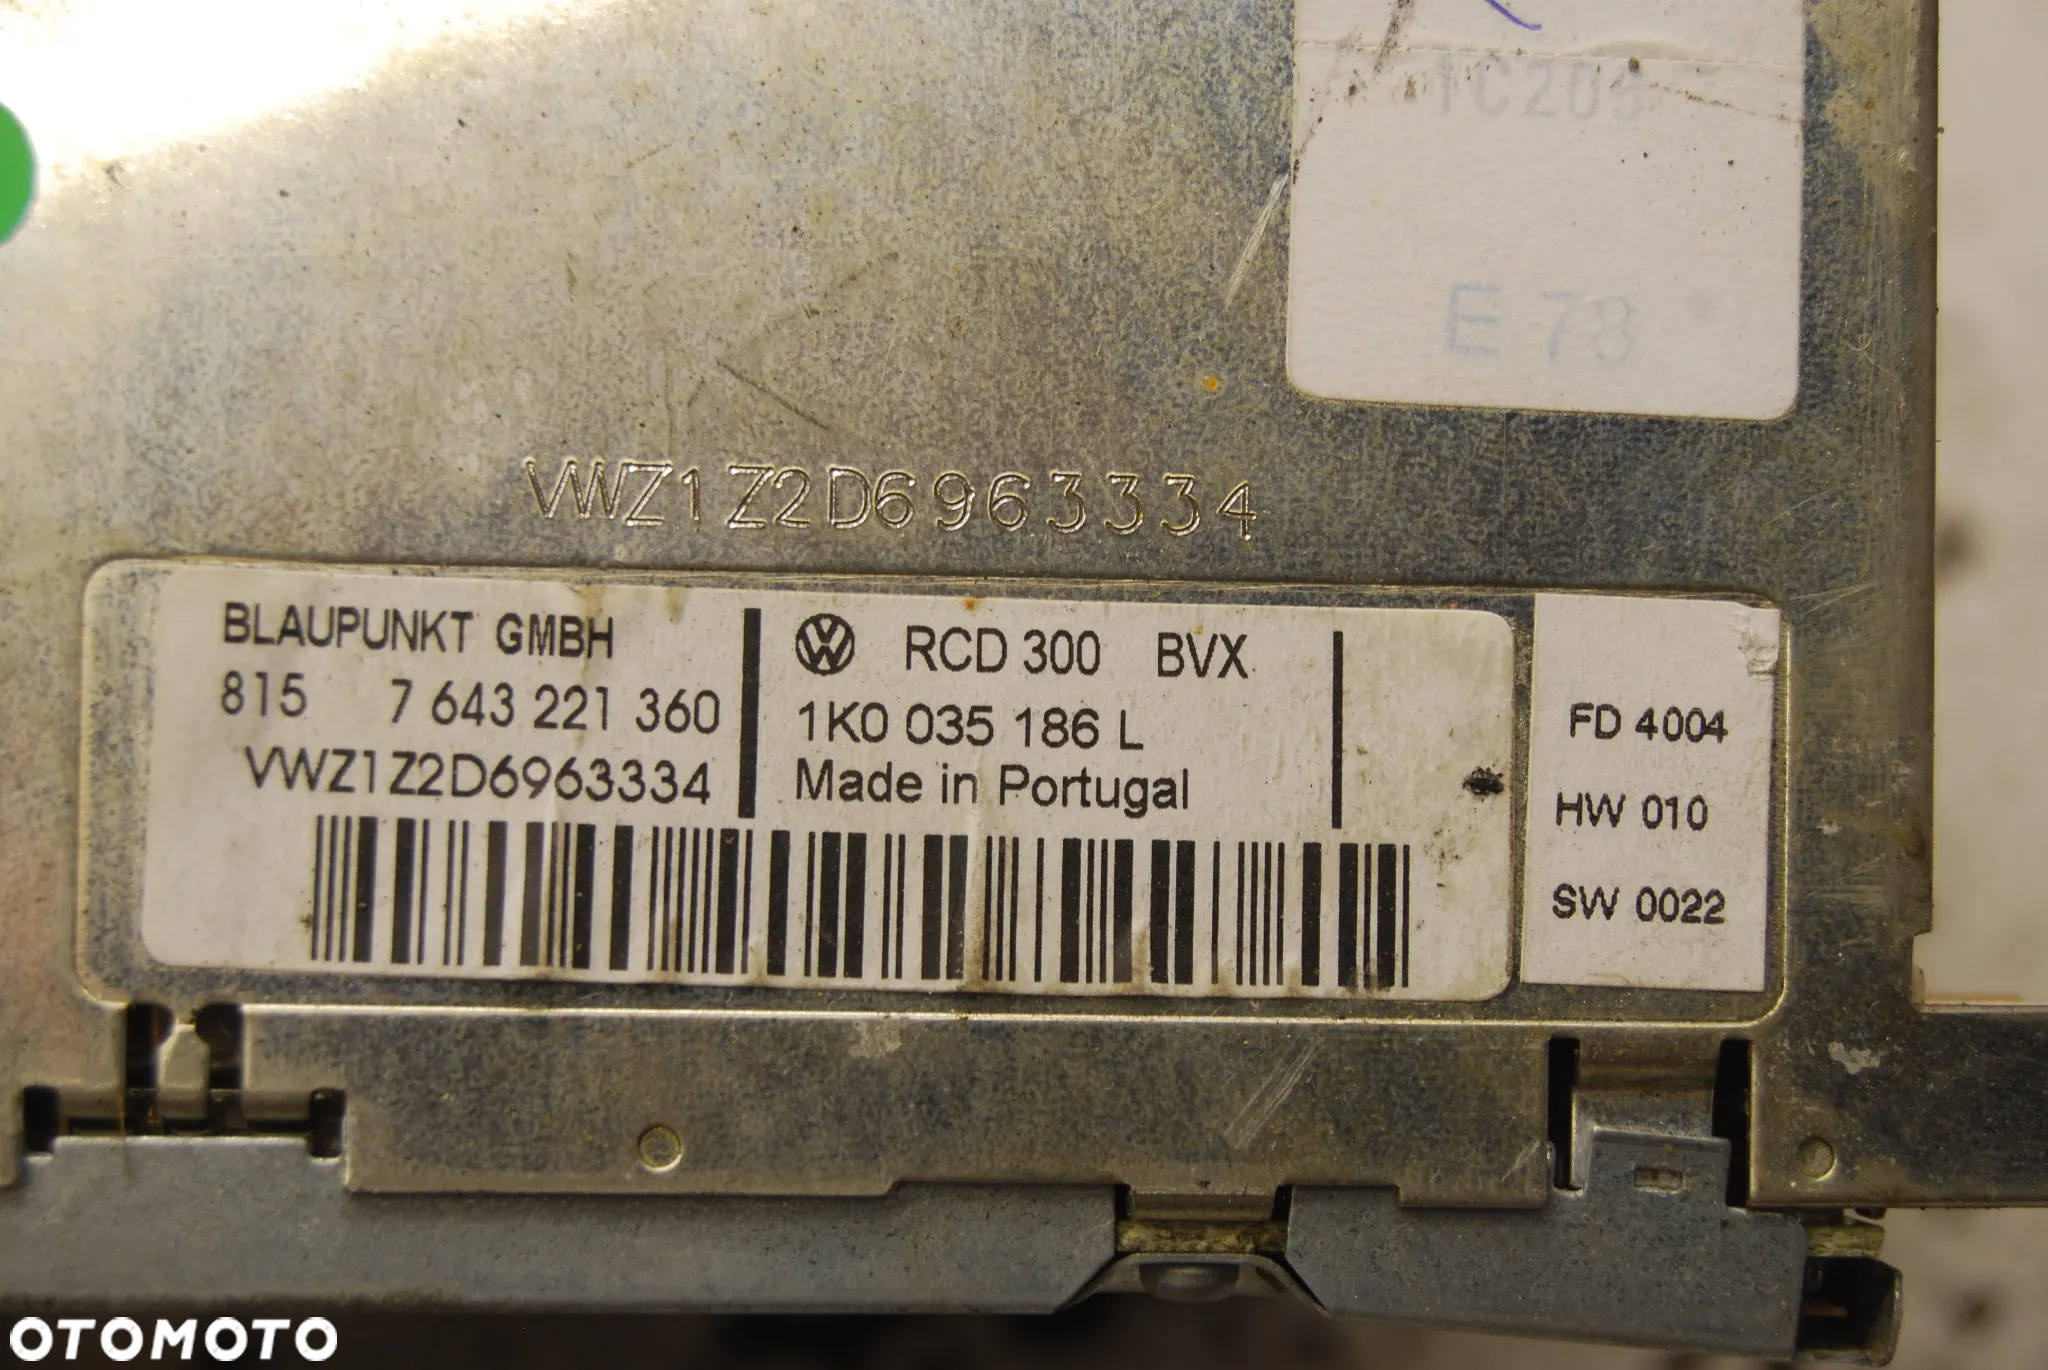 E 78
VWZ1Z2D6963334
BLAUPUNKT GMBH
815 7 643 221 360
VWZ1Z2D6963334
RCD 300 BVX
1K0 035 186 L
Made in Portugal
FD 4004
HW 010
SW 0022
OTOMOTO